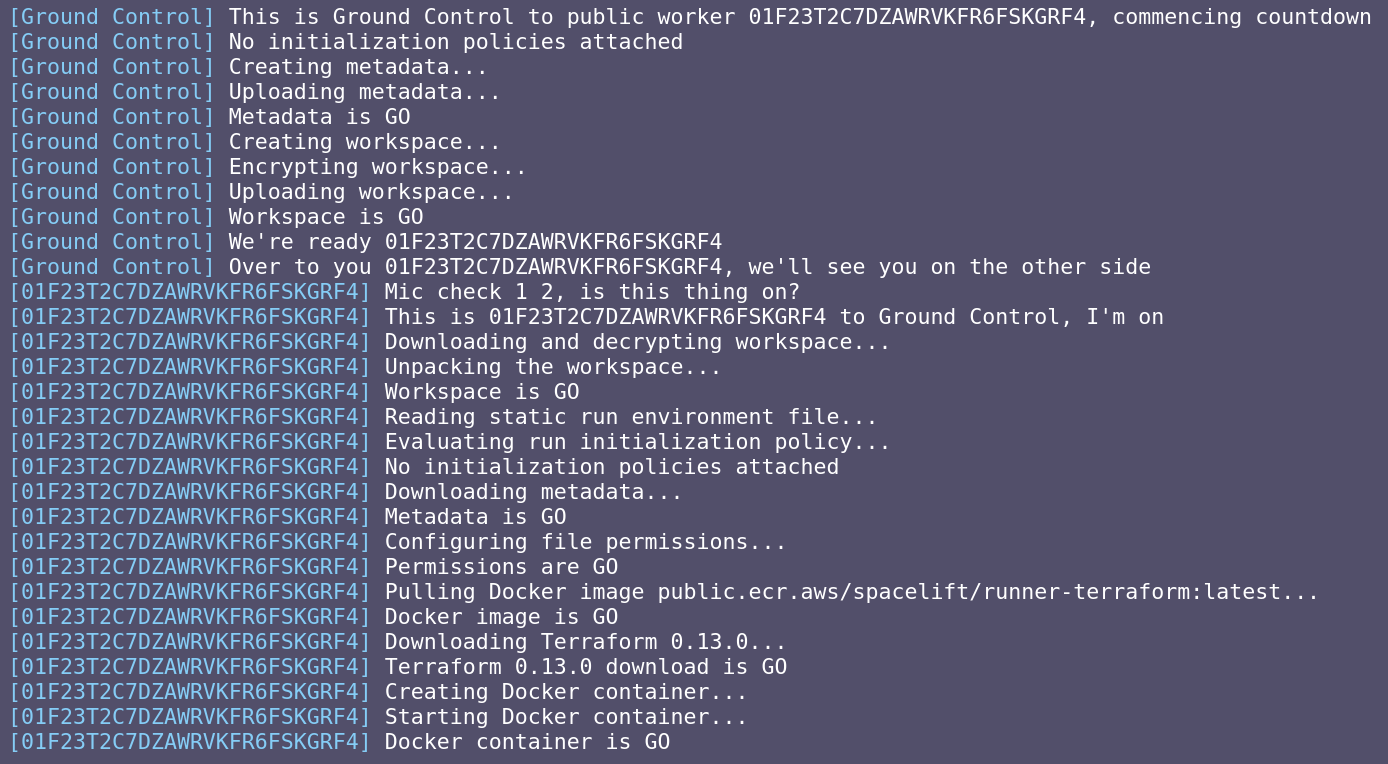 [Ground Control] This is Ground Control to public worker 01F23T2C7DZAWRVKFR6FSKGRF4, commencing countdown
[Ground Control] No initialization policies attached
[Ground Control] Creating metadata...
[Ground Control] Uploading metadata...
[Ground Control] Metadata is GO
[Ground Control] Creating workspace...
[Ground Control] Encrypting workspace...
[Ground Control] Uploading workspace...
[Ground Control] Workspace is GO
[Ground Control] We're ready 01F23T2C7DZAWRVKFR6FSKGRF4
[Ground Control] Over to you 01F23T2C7DZAWRVKFR6FSKGRF4, we'll see you on the other side
[01F23T2C7DZAWRVKFR6FSKGRF4] Mic check 1 2, is this thing on?
[01F23T2C7DZAWRVKFR6FSKGRF4] This is 01F23T2C7DZAWRVKFR6FSKGRF4 to Ground Control, I'm on
[01F23T2C7DZAWRVKFR6FSKGRF4] Downloading and decrypting workspace...
[01F23T2C7DZAWRVKFR6FSKGRF4] Unpacking the workspace...
[01F23T2C7DZAWRVKFR6FSKGRF4] Workspace is GO
[01F23T2C7DZAWRVKFR6FSKGRF4] Reading static run environment file...
[01F23T2C7DZAWRVKFR6FSKGRF4] Evaluating run initialization policy...
[01F23T2C7DZAWRVKFR6FSKGRF4] No initialization policies attached
[01F23T2C7DZAWRVKFR6FSKGRF4] Downloading metadata...
[01F23T2C7DZAWRVKFR6FSKGRF4] Metadata is GO
[01F23T2C7DZAWRVKFR6FSKGRF4] Configuring file permissions...
[01F23T2C7DZAWRVKFR6FSKGRF4] Permissions are GO
[01F23T2C7DZAWRVKFR6FSKGRF4] Pulling Docker image public.ecr.aws/spacelift/runner-terraform:latest...
[01F23T2C7DZAWRVKFR6FSKGRF4] Docker image is GO
[01F23T2C7DZAWRVKFR6FSKGRF4] Downloading Terraform 0.13.0...
[01F23T2C7DZAWRVKFR6FSKGRF4] Terraform 0.13.0 download is GO
[01F23T2C7DZAWRVKFR6FSKGRF4] Creating Docker container...
[01F23T2C7DZAWRVKFR6FSKGRF4] Starting Docker container...
[01F23T2C7DZAWRVKFR6FSKGRF4] Docker container is GO